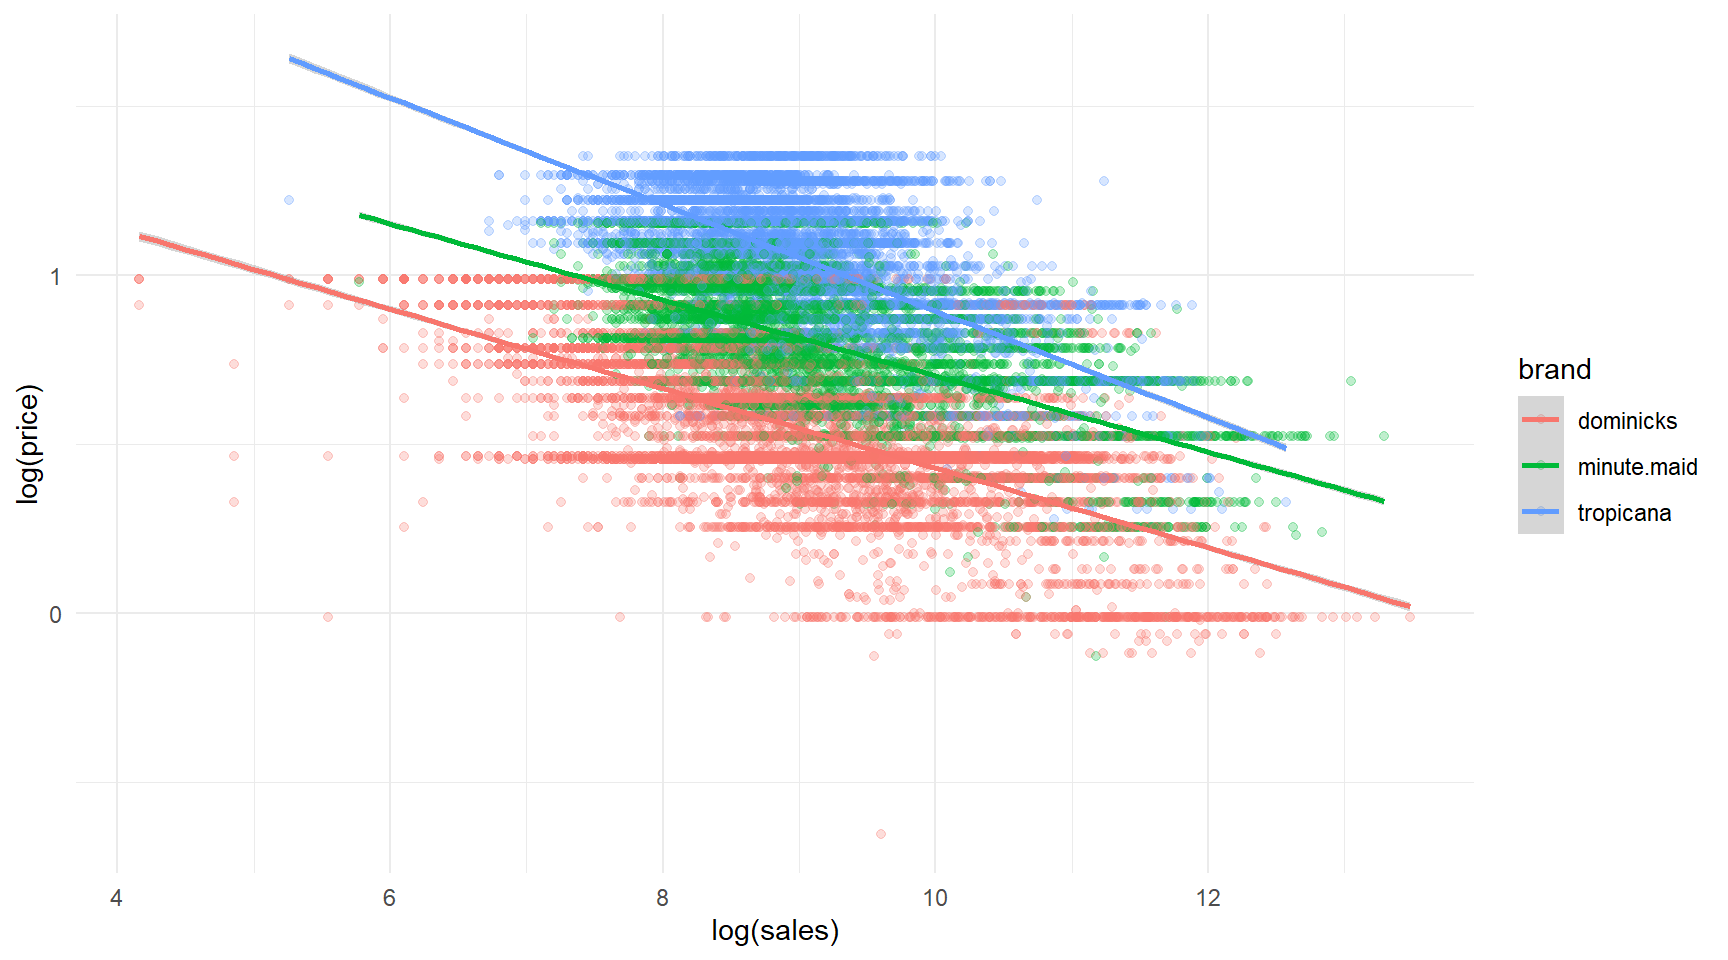 log(price)
1
0
4 6 8 10 12
log(sales)
brand
dominicks
minute.maid
tropicana